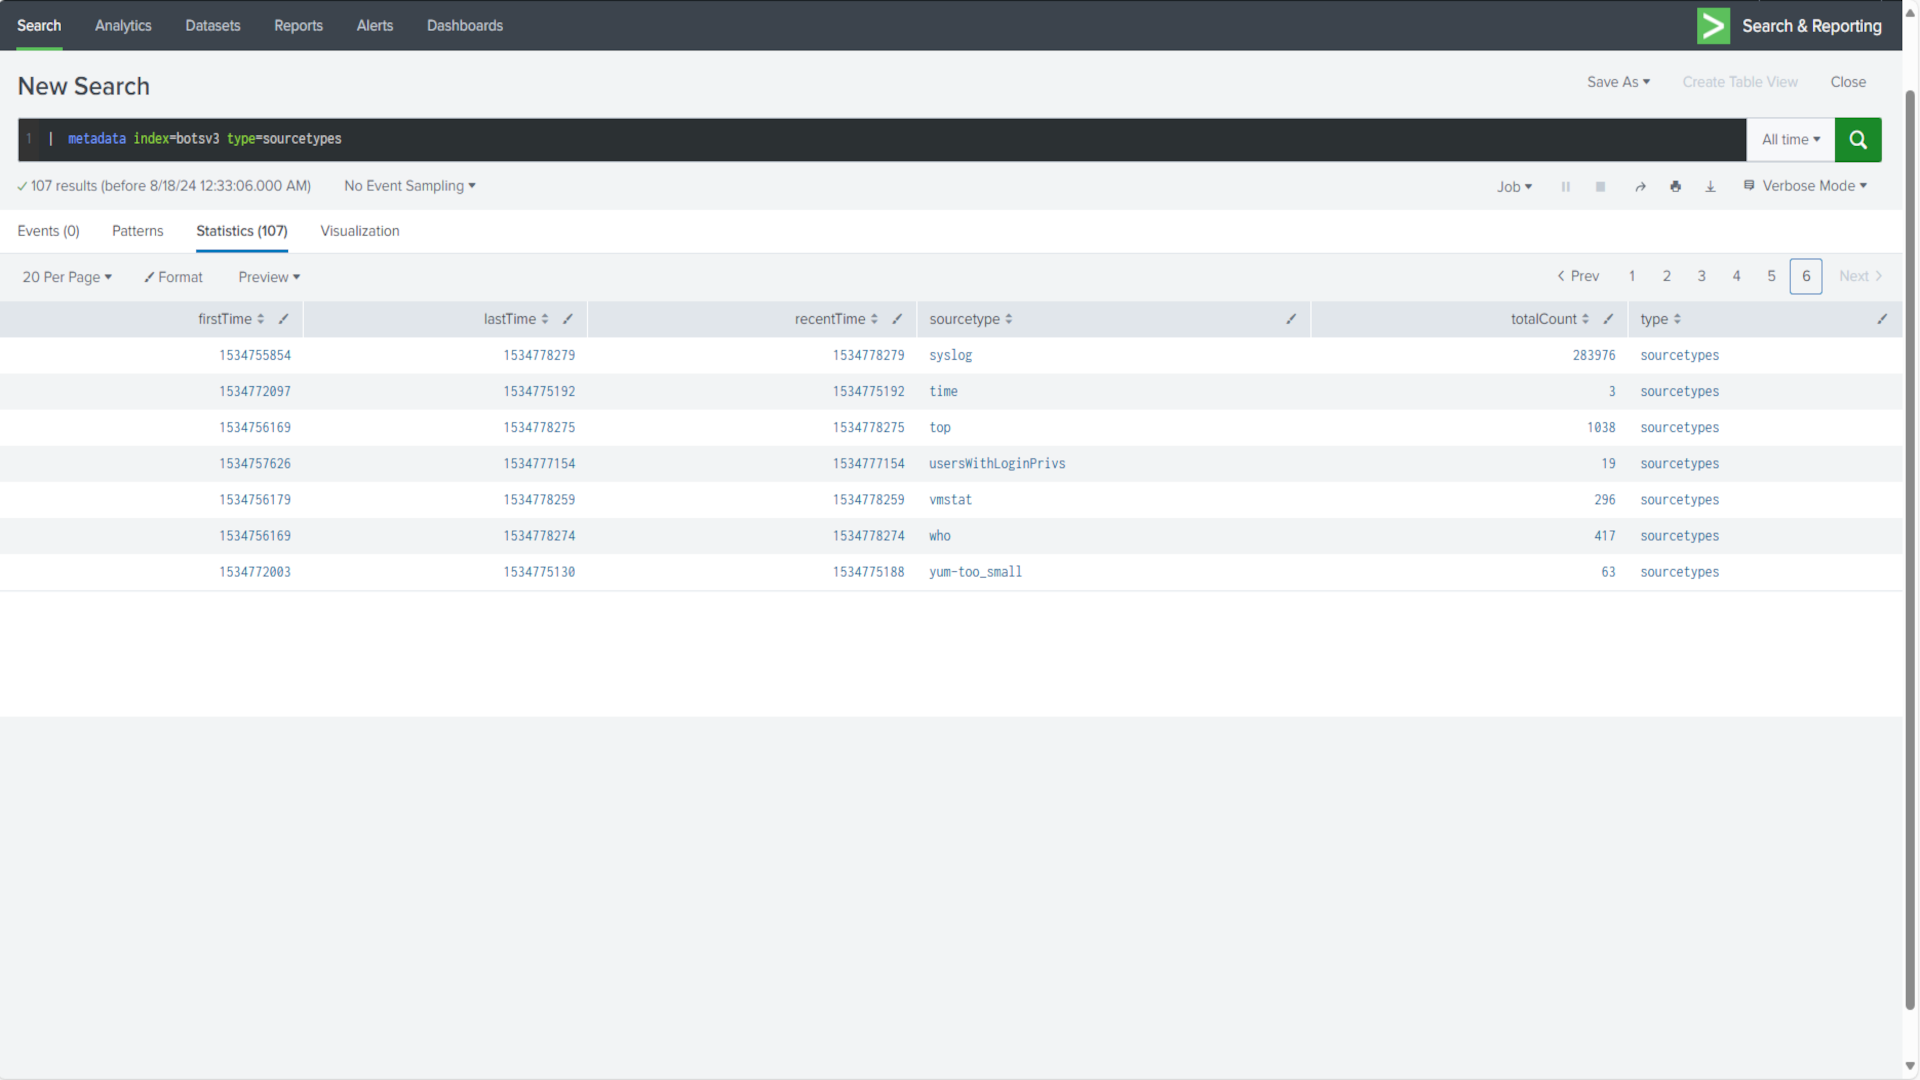 Search Analytics Datasets Reports Alerts Dashboards Search & Reporting
New Search Save As Create Table View Close
1 | metadata index=botsv3 type=sourcetypes All time
107 results (before 8/18/24 12:33:06.000 AM) No Event Sampling Job Verbose Mode
Events (0) Patterns Statistics (107) Visualization
20 Per Page Format Preview < Prev 1 2 3 4 5 6 Next >
firstTime lastTime recentTime sourcetype totalCount type
1534755854 1534778279 1534778279 syslog 283976 sourcetypes
1534772097 1534775192 1534775192 time 3 sourcetypes
1534756169 1534778275 1534778275 top 1038 sourcetypes
1534757626 1534777154 1534777154 usersWithLoginPrivs 19 sourcetypes
1534756179 1534778259 1534778259 vmstat 296 sourcetypes
1534756169 1534778274 1534778274 who 417 sourcetypes
1534772003 1534775130 1534775188 yum-too_small 63 sourcetypes